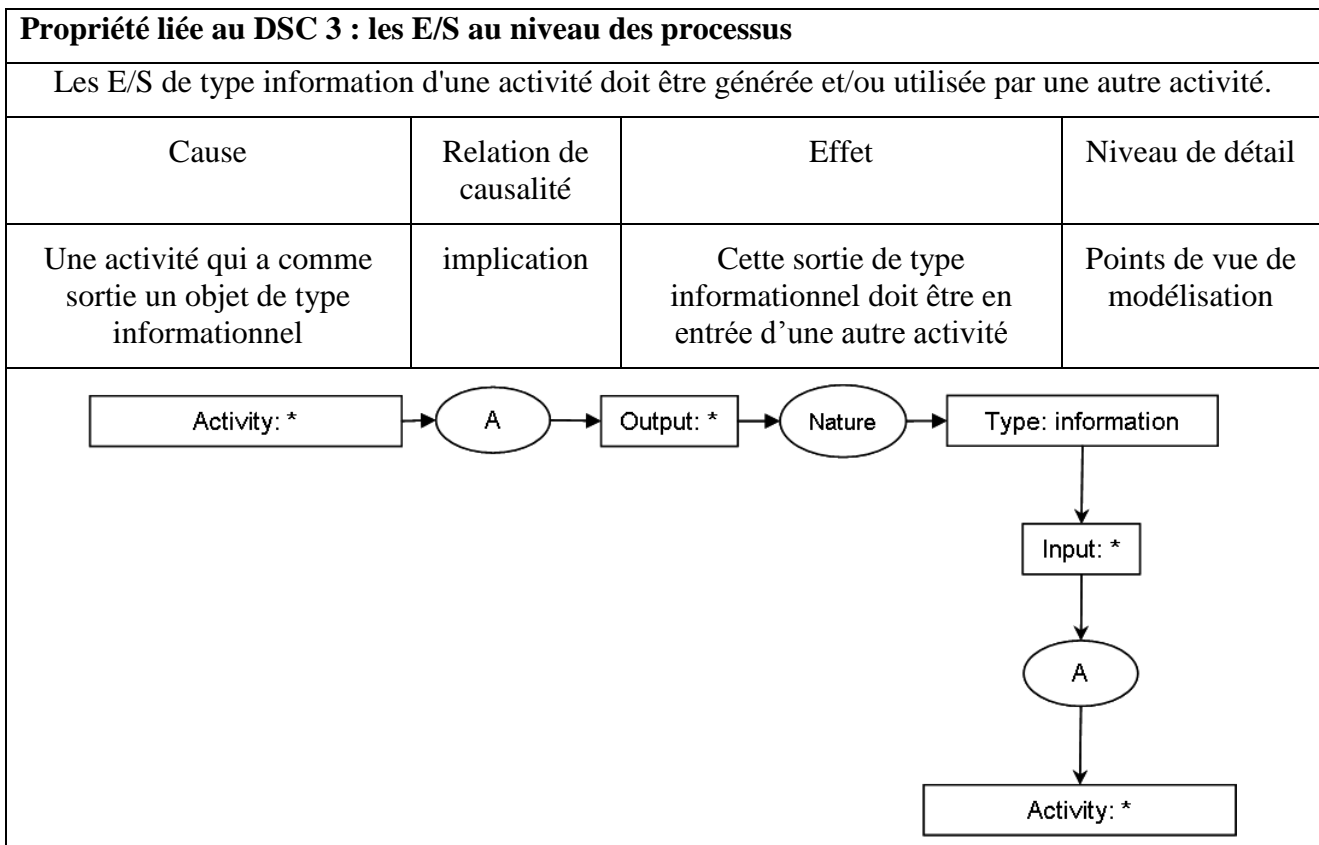 Propriété liée au DSC 3 : les E/S au niveau des processus
Les E/S de type information d'une activité doit être générée et/ou utilisée par une autre activité.
Cause
Relation de
causalité
Effet
Niveau de détail
Une activité qui a comme
sortie un objet de type
informationnel
implication
Cette sortie de type
informationnel doit être en
entrée d’une autre activité
Points de vue de
modélisation
Activity: *
A
Output: *
Nature
Type: information
Input: *
A
Activity: *